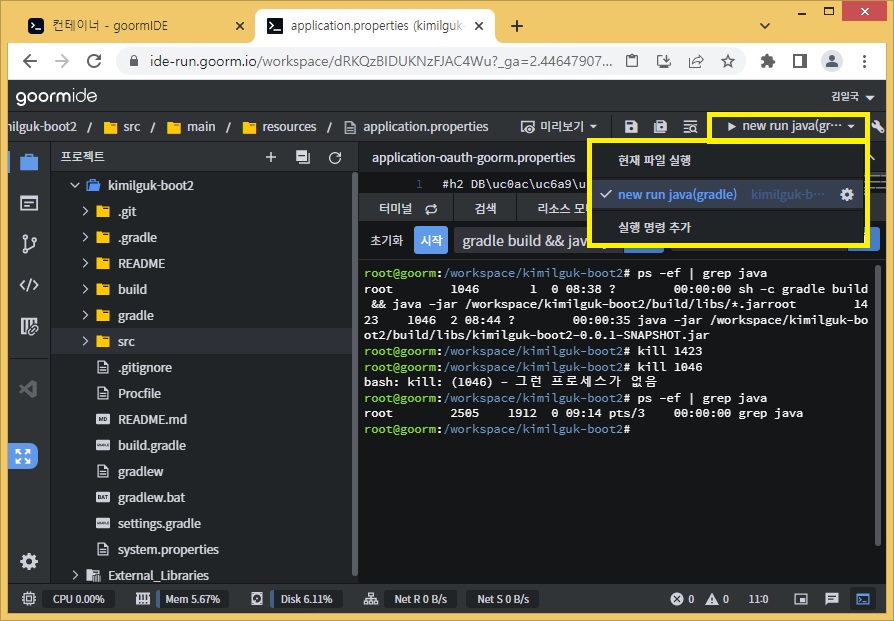 컨테이너 - goormIDE
application.properties (kimilguk-
ide-run.goorm.io/workspace/dRKQzBIDUKNzFJAC4Wu?_ga=2.44647907...
goormide
김일국
nilguk-boot2 / src / main / resources / application.properties
미리보기
new run java(gr···
프로젝트
application-oauth-goorm.properties
현재 파일 실행
kimilguk-boot2
1 #h2 DB\uc0ac\uc6a9\u
new run java(gradle) kimilguk-b···
.git
터미널 검색 리소스 모니
실행 명령 추가
.gradle
초기화 시작 gradle build && jav
README
build
gradle
src
.gitignore
Procfile
README.md
build.gradle
gradlew
gradlew.bat
settings.gradle
system.properties
External_Libraries
root@goorm:/workspace/kimilguk-boot2# ps -ef | grep java
root 1046 1 0 08:38 ? 00:00:00 sh -c gradle build
&& java -jar /workspace/kimilguk-boot2/build/libs/*.jarroot 14
23 1046 2 08:44 ? 00:00:35 java -jar /workspace/kimilguk-bo
ot2/build/libs/kimilguk-boot2-0.0.1-SNAPSHOT.jar
root@goorm:/workspace/kimilguk-boot2# kill 1423
root@goorm:/workspace/kimilguk-boot2# kill 1046
bash: kill: (1046) - 그런 프로세스가 없음
root@goorm:/workspace/kimilguk-boot2# ps -ef | grep java
root 2505 1912 0 09:14 pts/3 00:00:00 grep java
root@goorm:/workspace/kimilguk-boot2#
CPU 0.00% Mem 5.67% Disk 6.11% Net R 0 B/s Net S 0 B/s 0 0 11:0